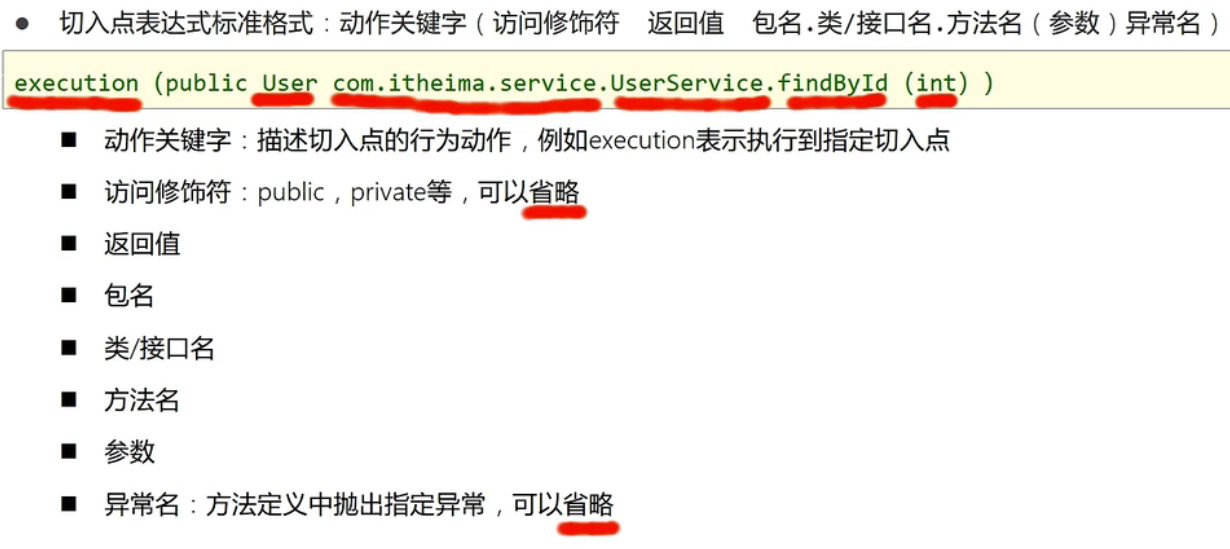 ● 切入点表达式标准格式：动作关键字（访问修饰符 返回值 包名.类/接口名.方法名（参数）异常名）
execution (public User com.itheima.service.UserService.findById (int) )
■ 动作关键字：描述切入点的行为动作，例如execution表示执行到指定切入点
■ 访问修饰符：public，private等，可以省略
■ 返回值
■ 包名
■ 类/接口名
■ 方法名
■ 参数
■ 异常名：方法定义中抛出指定异常，可以省略